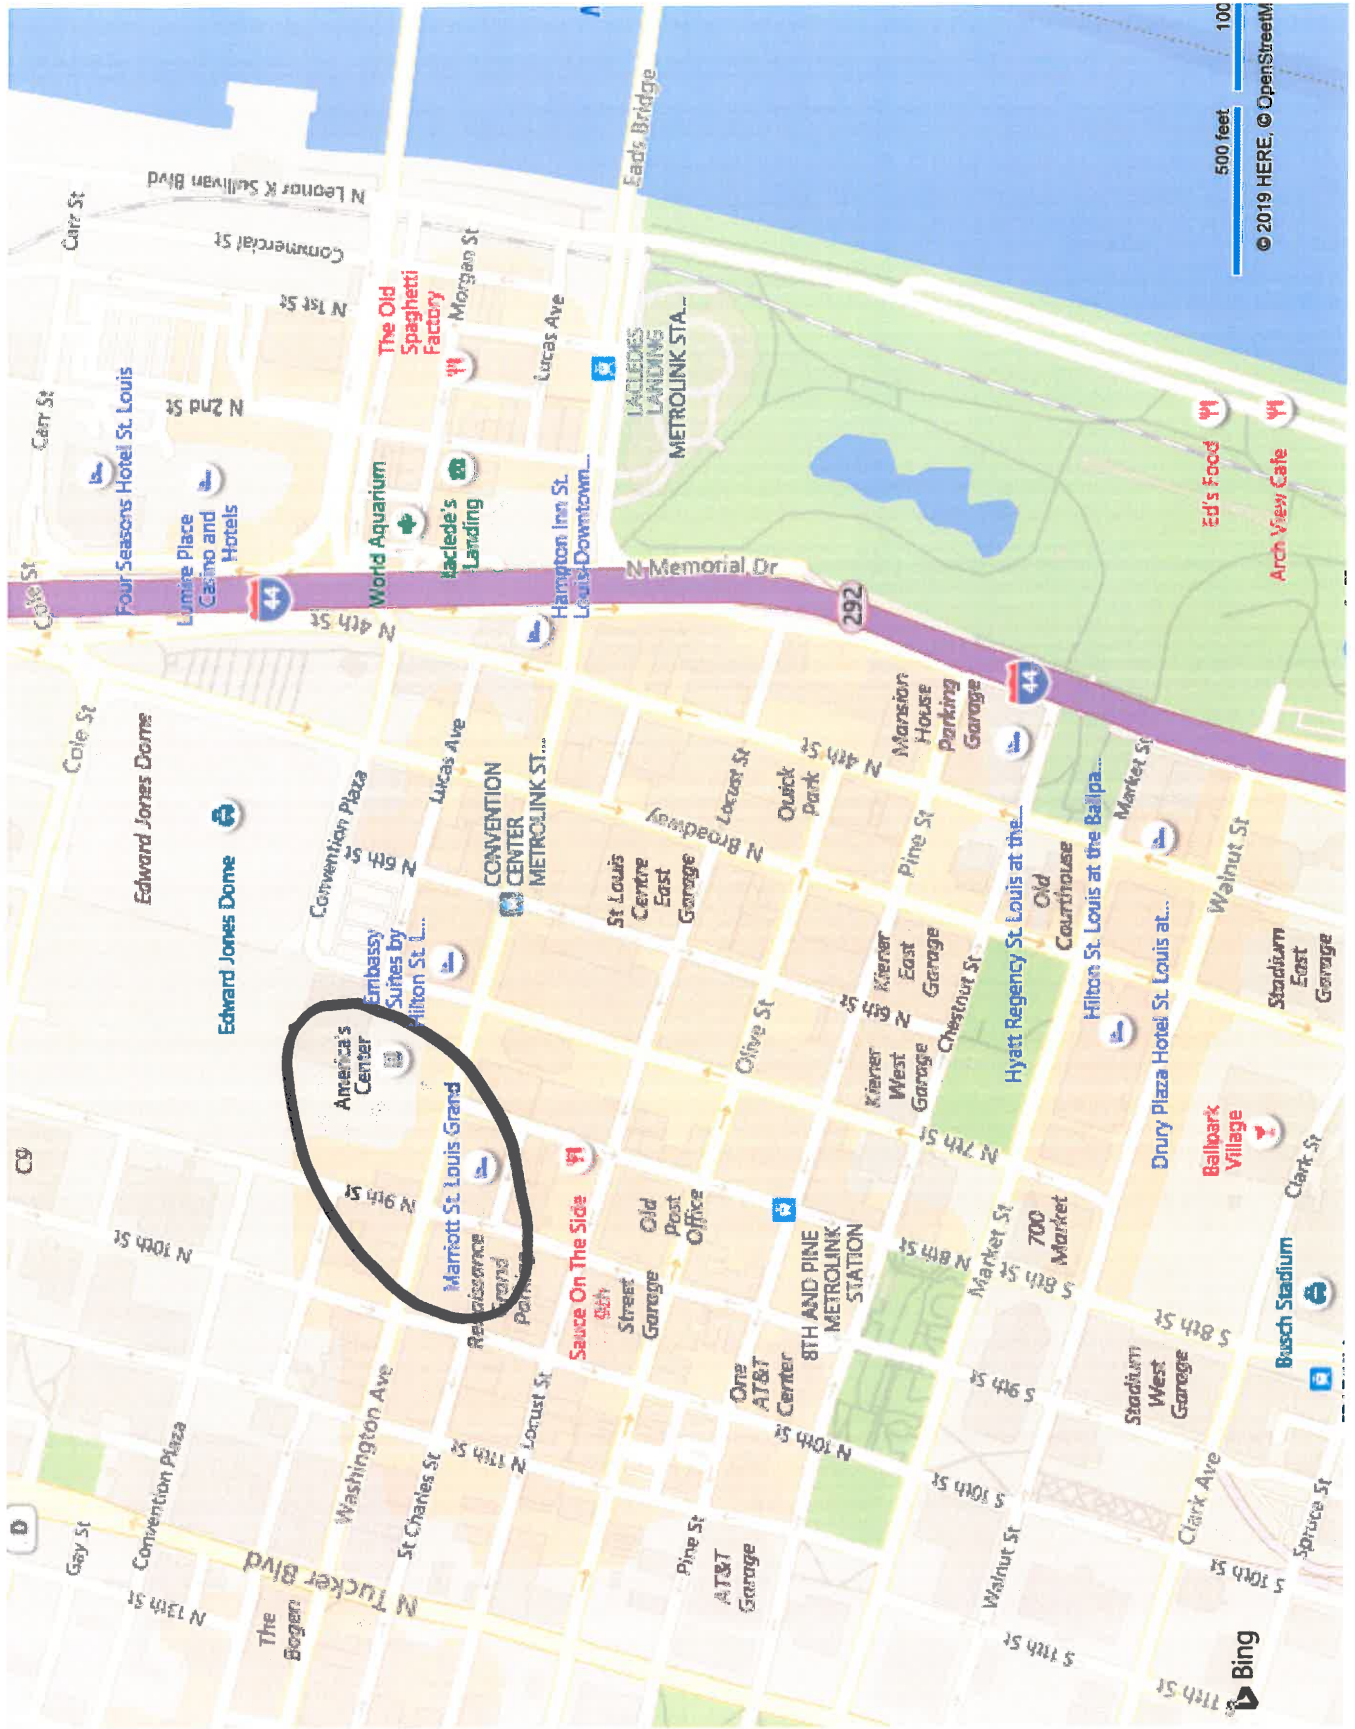 D
Gay St
Convention Plaza
N 13th St
The
Bogen
N Tucker Blvd
Washington Ave
St Charles St
N 11th St
Locust St
Pine St
AT&T
Garage
Walnut St
S 11th St
11th St
Clark Ave
Spruce St
S 10th St
S 10th St
Bing
C9
N 10th St
N 9th St
America's
Center
Marriott St. Louis Grand
Renaissance
Grand
Sauce On The Side
9th
Street
Garage
Old
Post
Office
One
AT&T
Center
N 10th St
8TH AND PINE
METROLINK
STATION
N 8th St
Market St
S 8th St
700
Market
S 9th St
S 8th St
Stadium
West
Garage
Busch Stadium
Clark St
Ballpark
Village
Cole St
Edward Jones Dome
Edward Jones Dome
Convention Plaza
N 6th St
Lucas Ave
Embassy
Suites by
Hilton St. L...
CONVENTION
CENTER
METROLINK ST...
St Louis
Centre
East
Garage
Locust St
N Broadway
Quick
Park
N 4th St
Mansion
House
Parking
Garage
Olive St
N 6th St
Kiener
East
Garage
Kiener
West
Garage
Pine St
Chestnut St
N 7th St
Hyatt Regency St. Louis at the...
Old
Courthouse
Hilton St. Louis at the Ballpa...
Market St
Drury Plaza Hotel St. Louis at...
Walnut St
Stadium
East
Garage
Cole St
44
N 4th St
Four Seasons Hotel St. Louis
Lumire Place
Casino and
Hotels
World Aquarium
Laclede's
Landing
Hampton Inn St.
Louis-Downtown...
N Memorial Dr
292
44
Carr St
Carr St
N 2nd St
N 1st St
Commercial St
N Leonor K Sullivan Blvd
The Old
Spaghetti
Factory
Morgan St
Lucas Ave
Eads Bridge
LACLEDES
LANDING
METROLINK STA...
Ed's Food
Arch View Cafe
500 feet
100
© 2019 HERE, © OpenStreetM